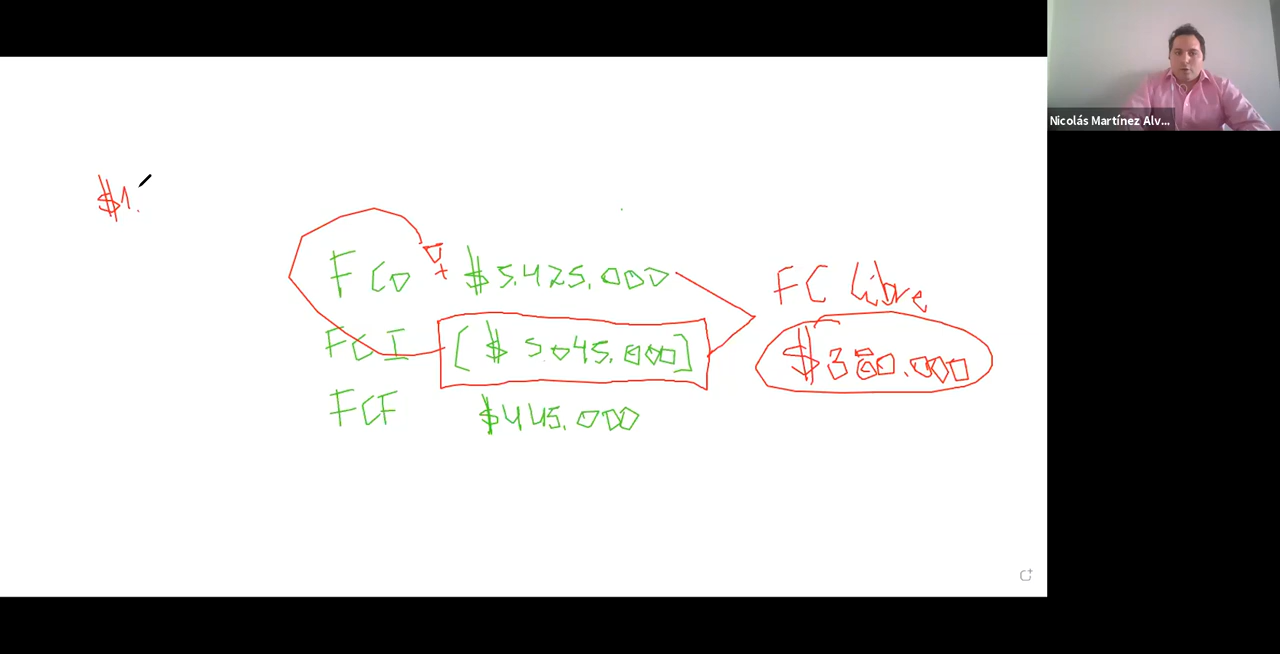 Nicolás Martínez Alv...
$1.
FCO + $5.425.000
FC Libre
FCI [$ 5.045.000]
$380.000
FCF $445.000